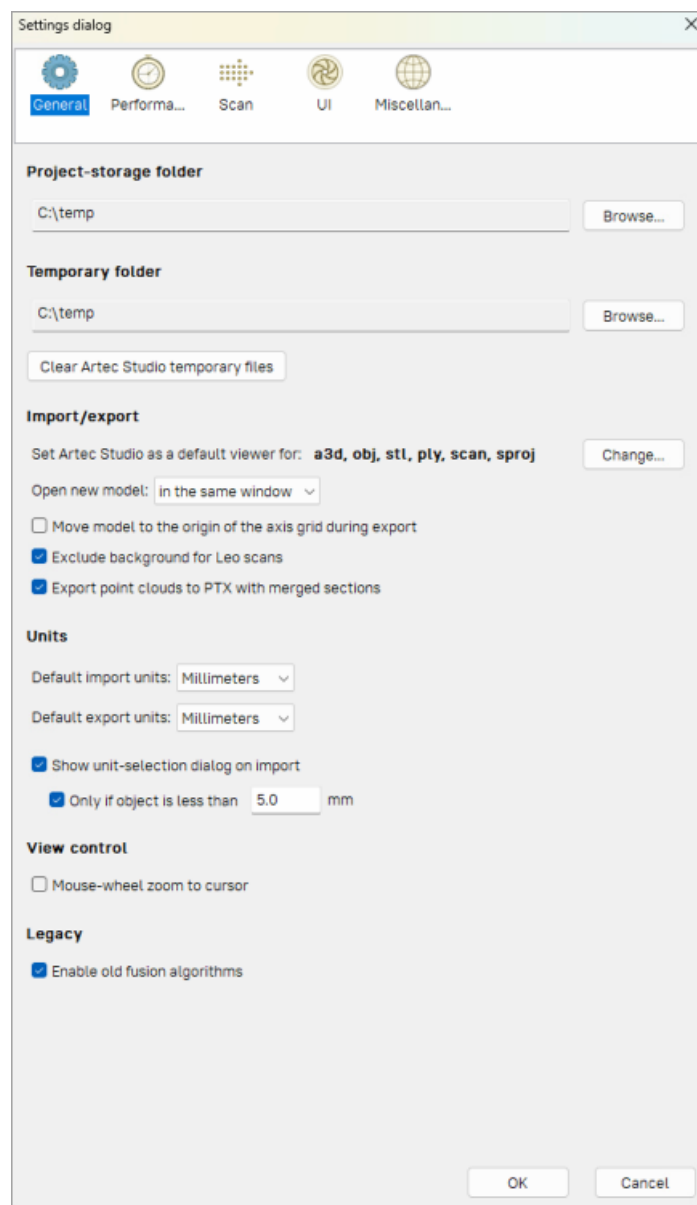 Settings dialog
General Performa... Scan UI Miscellan...
Project-storage folder
C:\temp Browse...
Temporary folder
C:\temp Browse...
Clear Artec Studio temporary files
Import/export
Set Artec Studio as a default viewer for: a3d, obj, stl, ply, scan, sproj Change...
Open new model: in the same window
Move model to the origin of the axis grid during export
Exclude background for Leo scans
Export point clouds to PTX with merged sections
Units
Default import units: Millimeters
Default export units: Millimeters
Show unit-selection dialog on import
Only if object is less than 5.0 mm
View control
Mouse-wheel zoom to cursor
Legacy
Enable old fusion algorithms
OK Cancel